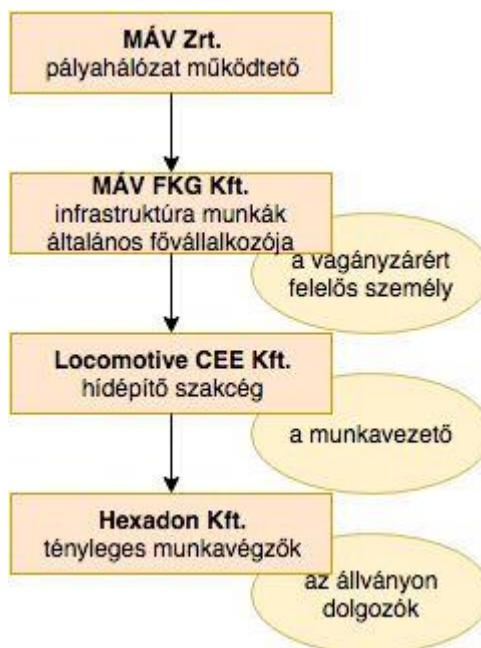 MÁV Zrt.
pályahálózat működtető
MÁV FKG Kft.
infrastruktúra munkák
általános fővállalkozója
a vágányzárért
felelős személy
Locomotive CEE Kft.
hídépítő szakcég
a munkavezető
Hexadon Kft.
tényleges munkavégzők
az állványon
dolgozók